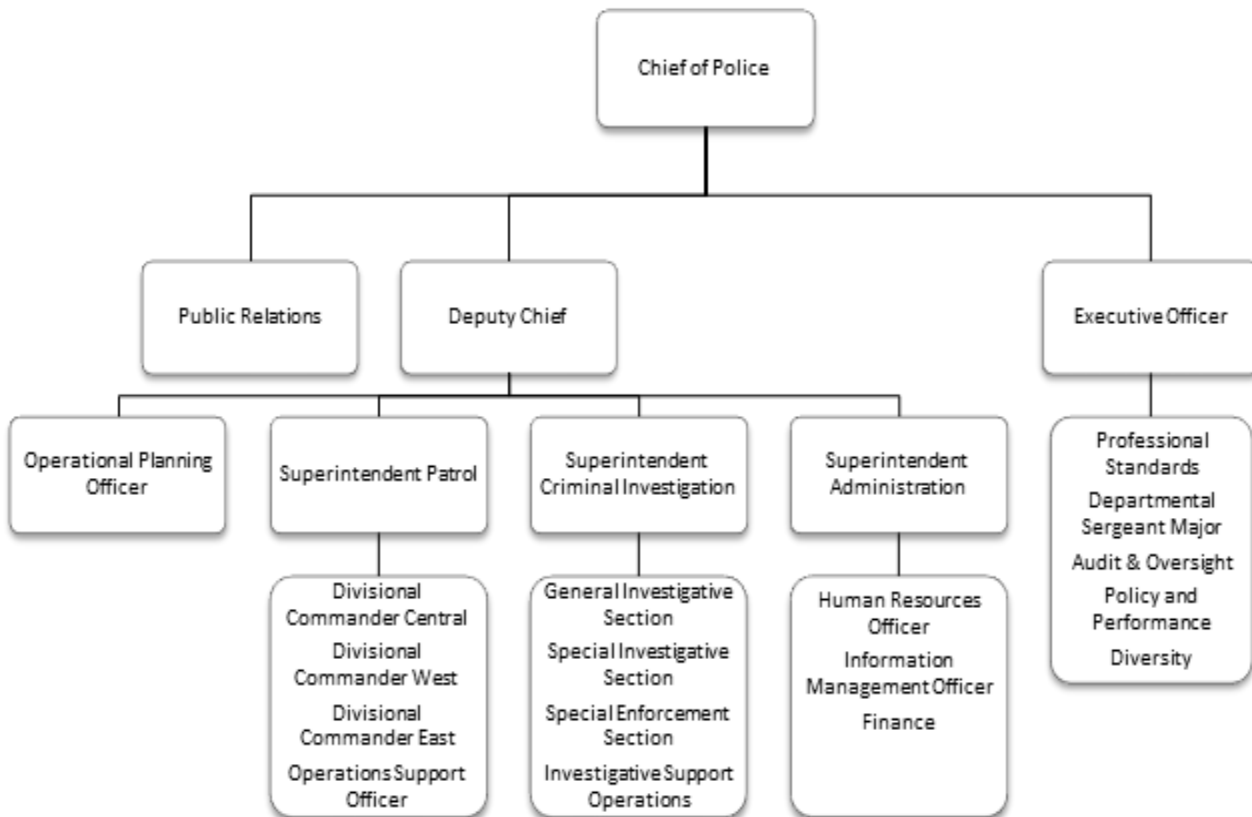 Chief of Police
Public Relations
Deputy Chief
Executive Officer
Operational Planning
Officer
Superintendent Patrol
Superintendent
Criminal Investigation
Superintendent
Administration
Professional
Standards
Departmental
Sergeant Major
Audit & Oversight
Policy and
Performance
Diversity
Divisional
Commander Central
Divisional
Commander West
Divisional
Commander East
Operations Support
Officer
General Investigative
Section
Special Investigative
Section
Special Enforcement
Section
Investigative Support
Operations
Human Resources
Officer
Information
Management Officer
Finance